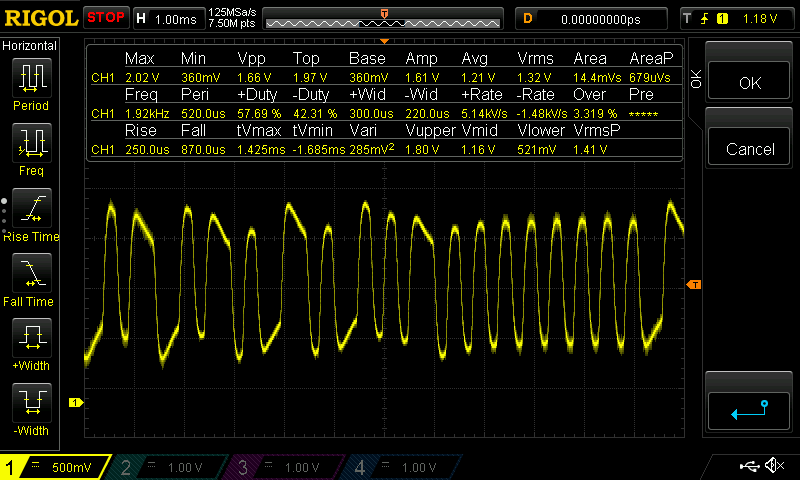 RIGOL STOP H 1.00ms 125MSa/s 7.50M pts T D 0.00000000ps T 1 1.18 V
Horizontal
Period
Freq
Rise Time
Fall Time
+Width
-Width
Max Min Vpp Top Base Amp Avg Vrms Area AreaP
CH1 2.02 V 360mV 1.66 V 1.97 V 360mV 1.61 V 1.21 V 1.32 V 14.4mVs 679uVs
Freq Peri +Duty -Duty +Wid -Wid +Rate -Rate Over Pre
CH1 1.92kHz 520.0us 57.69 % 42.31 % 300.0us 220.0us 5.14kV/s -1.48kV/s 3.319 % *****
Rise Fall tVmax tVmin Vari Vupper Vmid Vlower VrmsP
CH1 250.0us 870.0us 1.425ms -1.685ms 285mV² 1.80 V 1.16 V 521mV 1.41 V
OK
OK
Cancel
T
1
1 500mV 2 1.00 V 3 1.00 V 4 1.00 V